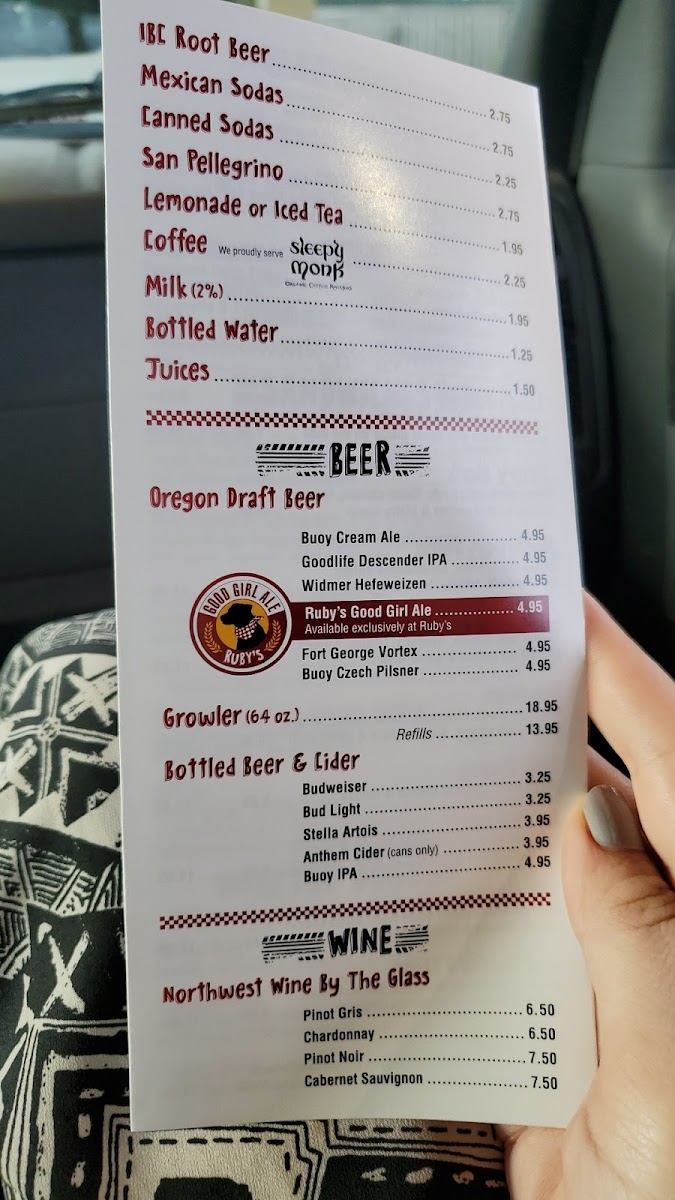 IBC Root Beer 2.75
Mexican Sodas 2.75
Canned Sodas 2.25
San Pellegrino 2.75
Lemonade or Iced Tea 1.95
Coffee We proudly serve sleepy monk 2.25
Milk (2%) 1.95
Bottled Water 1.25
Juices 1.50
BEER
Oregon Draft Beer
Buoy Cream Ale 4.95
Goodlife Descender IPA 4.95
Widmer Hefeweizen 4.95
GOOD GIRL ALE
RUBY'S
Ruby's Good Girl Ale 4.95
Available exclusively at Ruby's
Fort George Vortex 4.95
Buoy Czech Pilsner 4.95
Growler (64 oz.) 18.95
Refills 13.95
Bottled Beer & Cider
Budweiser 3.25
Bud Light 3.25
Stella Artois 3.95
Anthem Cider (cans only) 3.95
Buoy IPA 4.95
WINE
Northwest Wine By The Glass
Pinot Gris 6.50
Chardonnay 6.50
Pinot Noir 7.50
Cabernet Sauvignon 7.50